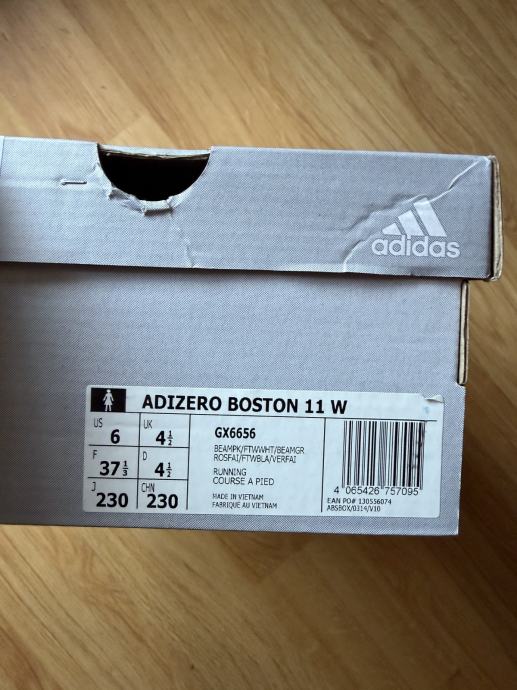 adidas
ADIZERO BOSTON 11 W
US 6 UK 4½
F 37⅓ D 4½
J 230 CHN 230
GX6656
BEAMPK/FTWWHT/BEAMGR
ROSFAI/FTWBLA/VERFAI
RUNNING
COURSE A PIED
MADE IN VIETNAM
FABRIQUÉ AU VIETNAM
4 065426 757095
EAN PO# 130556074
ABSBOX/0314/V10